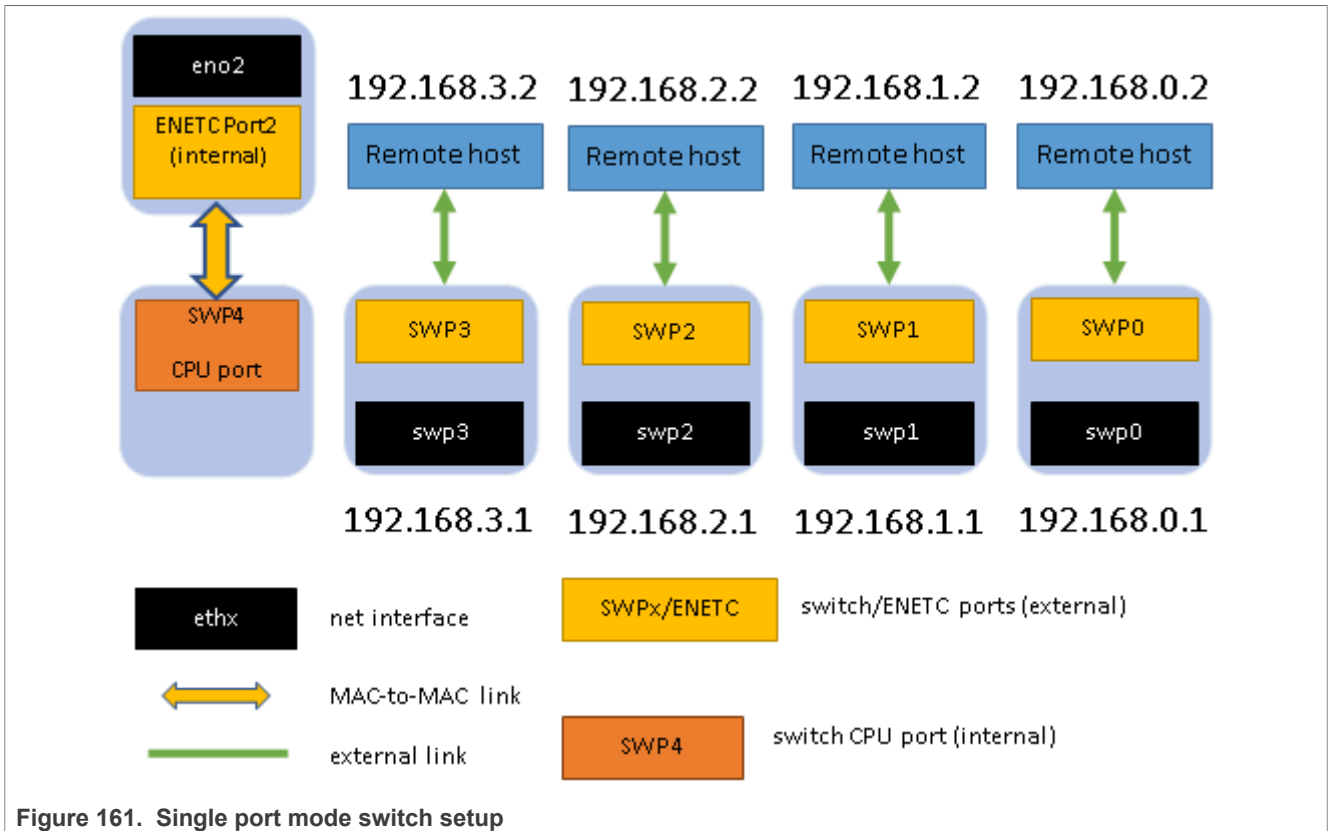 eno2
ENETC Port2
(internal)
192.168.3.2
192.168.2.2
192.168.1.2
192.168.0.2
Remote host
Remote host
Remote host
Remote host
SWP4
CPU port
SWP3
SWP2
SWP1
SWP0
swp3
swp2
swp1
swp0
192.168.3.1
192.168.2.1
192.168.1.1
192.168.0.1
ethx
net interface
SWPx/ENETC
switch/ENETC ports (external)
MAC-to-MAC link
external link
SWP4
switch CPU port (internal)
Figure 161. Single port mode switch setup